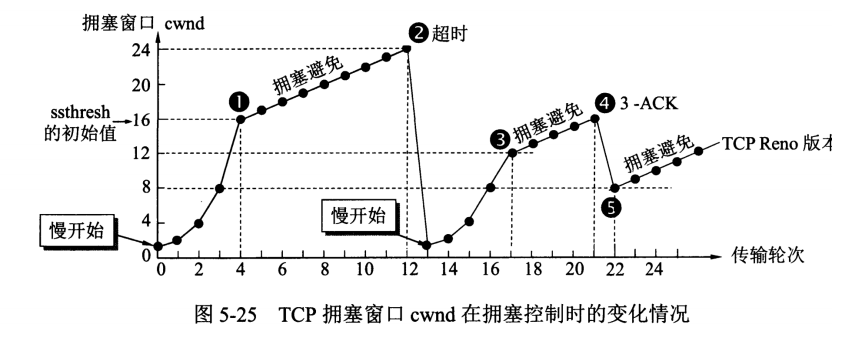 拥塞窗口 cwnd
24
20
16
12
8
4
0
ssthresh
的初始值
慢开始
❶
拥塞避免
❷ 超时
慢开始
❸
拥塞避免
❹ 3 -ACK
❺
拥塞避免
TCP Reno 版本
0 2 4 6 8 10 12 14 16 18 20 22 24
传输轮次
图 5-25 TCP 拥塞窗口 cwnd 在拥塞控制时的变化情况